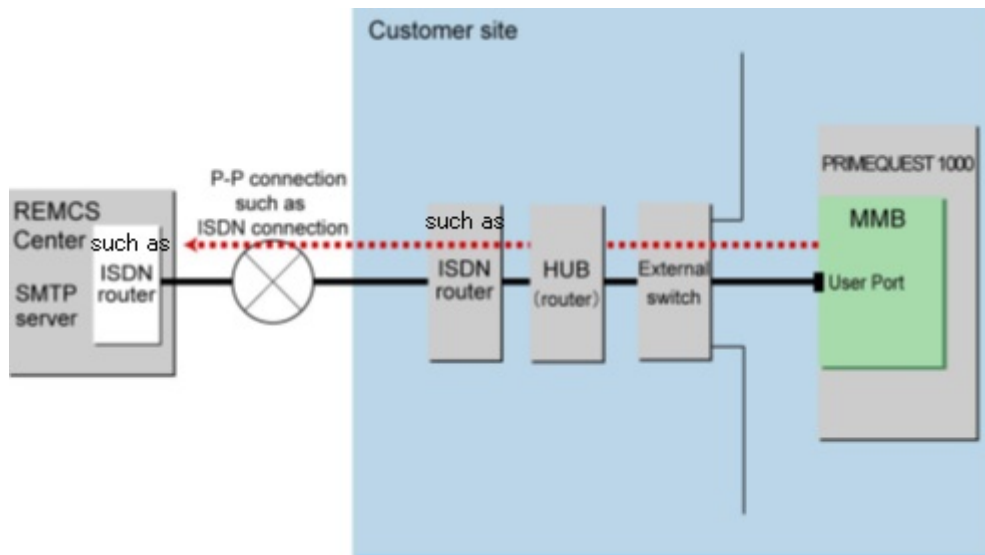 Customer site
P-P connection
such as
ISDN connection
REMCS
Center
such as
ISDN
router
SMTP
server
such as
ISDN
router
HUB
(router)
External
switch
PRIMEQUEST 1000
MMB
User Port